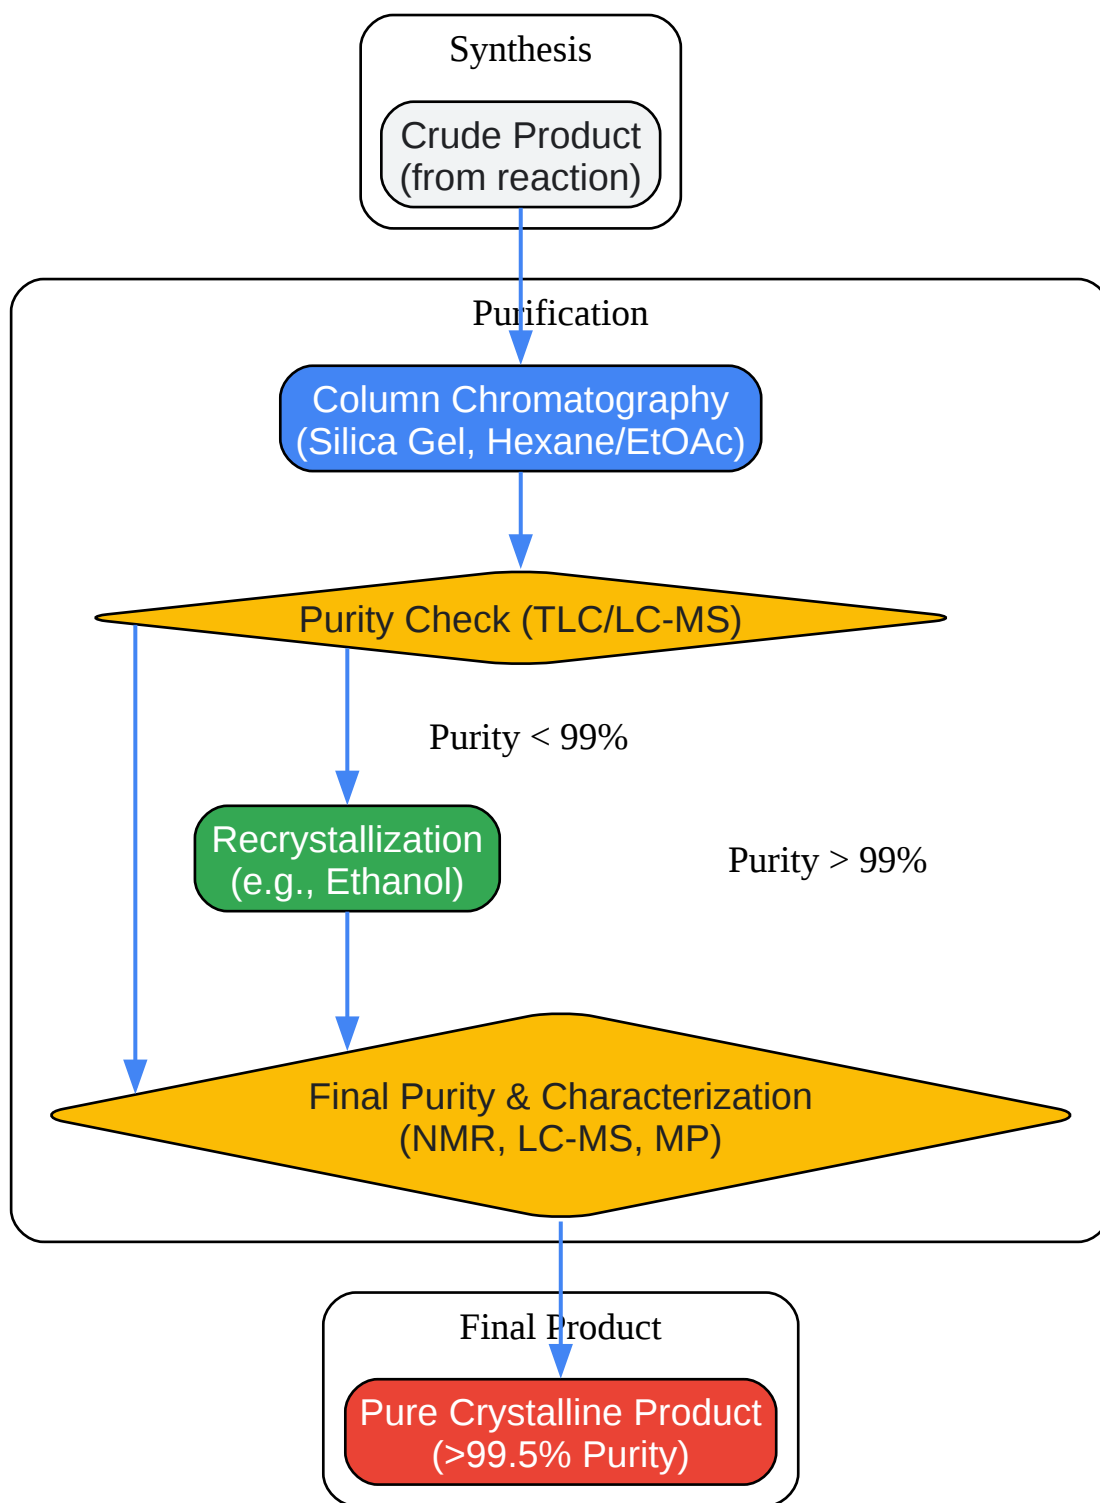 Synthesis
Crude Product
(from reaction)
Purification
Column Chromatography
(Silica Gel, Hexane/EtOAc)
Purity Check (TLC/LC-MS)
Purity < 99%
Recrystallization
(e.g., Ethanol)
Purity > 99%
Final Purity & Characterization
(NMR, LC-MS, MP)
Final Product
Pure Crystalline Product
(>99.5% Purity)